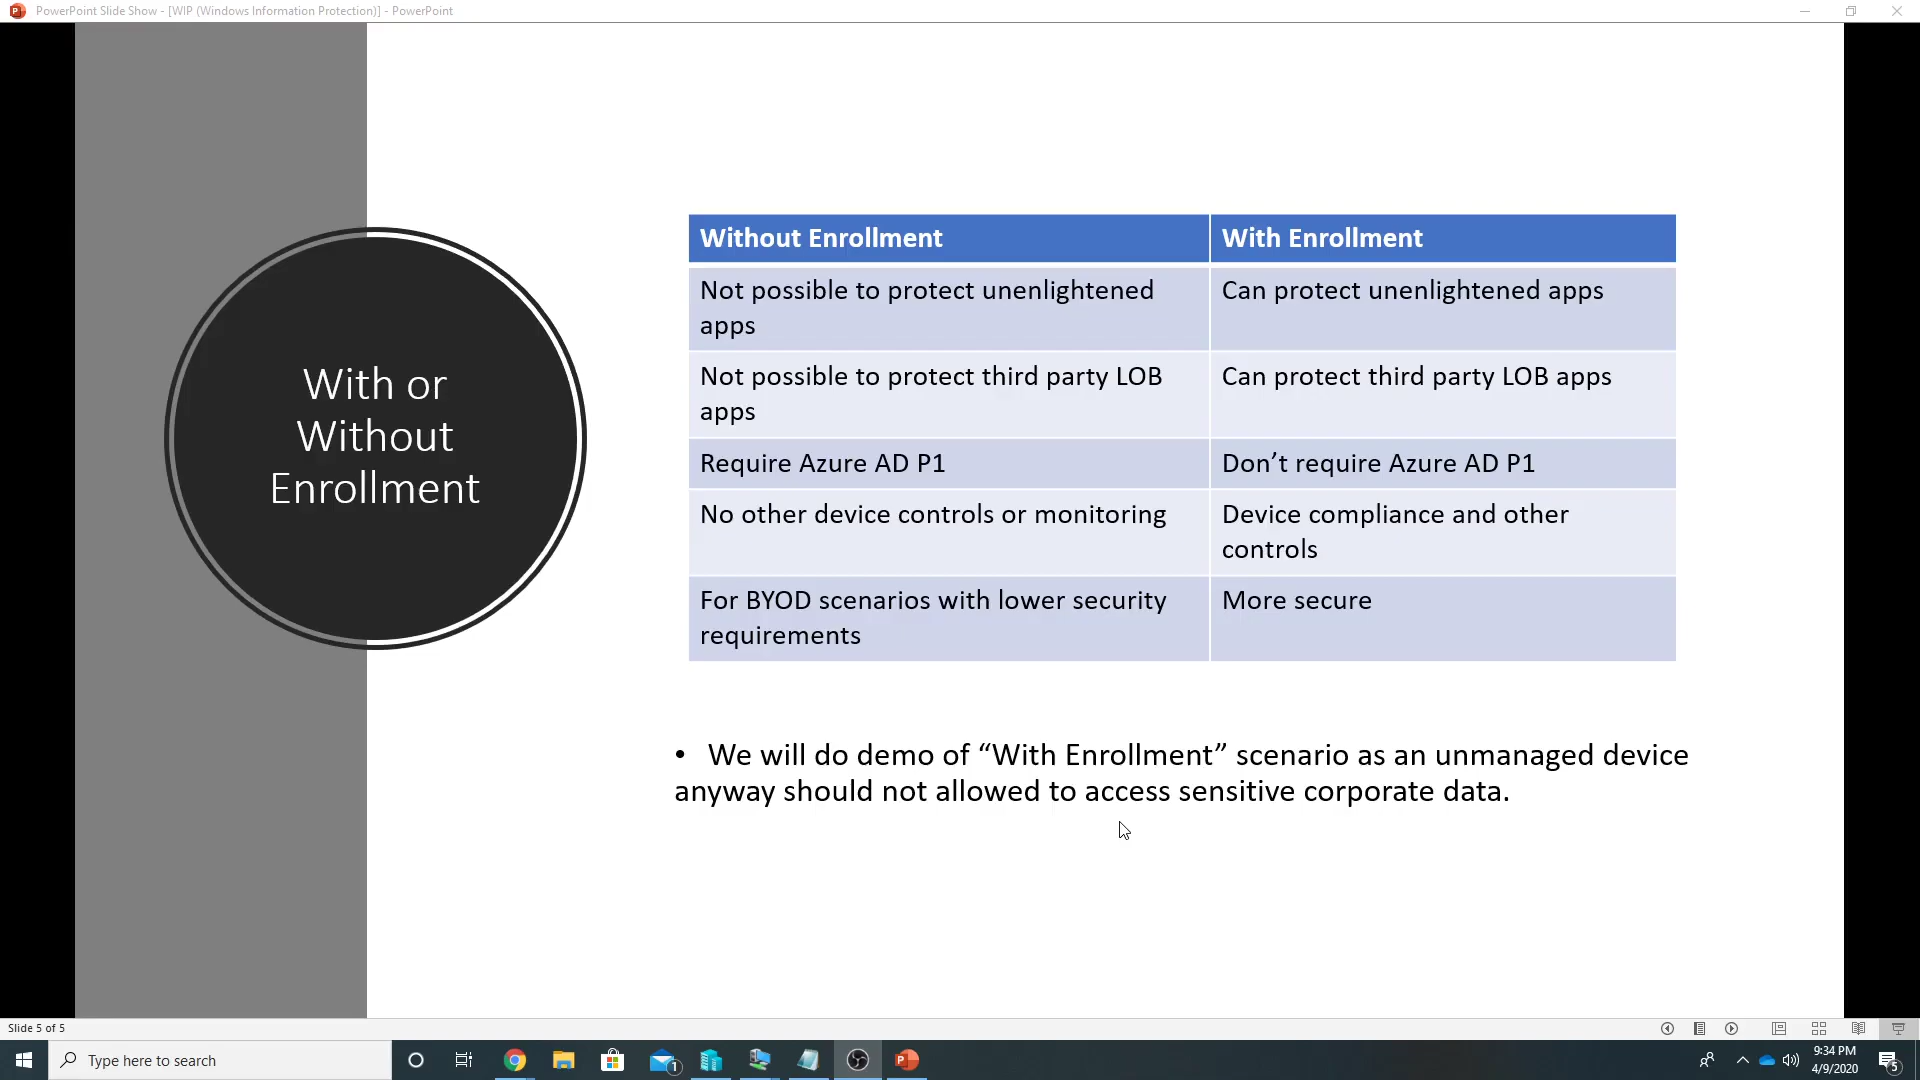 PowerPoint Slide Show - [WIP (Windows Information Protection)] - PowerPoint
With or
Without
Enrollment
Without Enrollment
With Enrollment
Not possible to protect unenlightened
apps
Can protect unenlightened apps
Not possible to protect third party LOB
apps
Can protect third party LOB apps
Require Azure AD P1
Don’t require Azure AD P1
No other device controls or monitoring
Device compliance and other
controls
For BYOD scenarios with lower security
requirements
More secure
• We will do demo of “With Enrollment” scenario as an unmanaged device
anyway should not allowed to access sensitive corporate data.
Slide 5 of 5
Type here to search
1
9:34 PM
4/9/2020
5